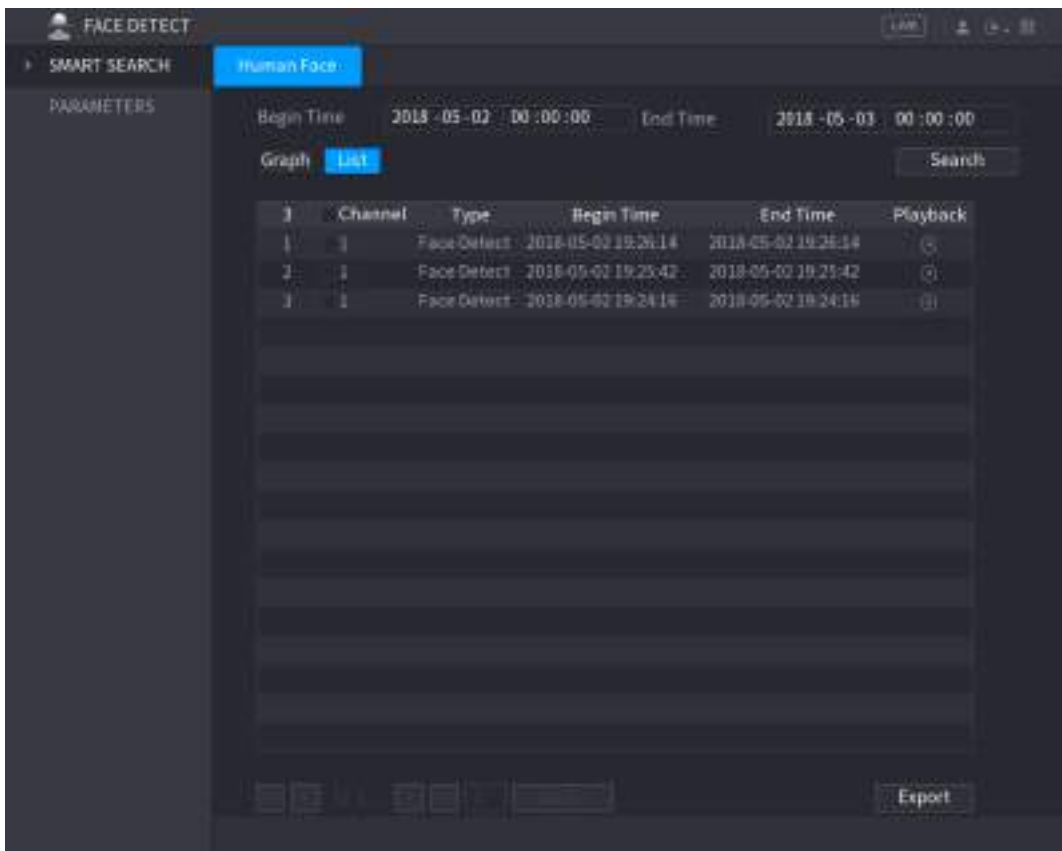 FACE DETECT
LIVE
SMART SEARCH
Human Face
PARAMETERS
Begin Time 2018 -05 -02 00 :00 :00 End Time 2018 -05 -03 00 :00 :00
Graph List Search
3 Channel Type Begin Time End Time Playback
1 1 Face Detect 2018-05-02 19:26:14 2018-05-02 19:26:14
2 1 Face Detect 2018-05-02 19:25:42 2018-05-02 19:25:42
3 1 Face Detect 2018-05-02 19:24:16 2018-05-02 19:24:16
Export